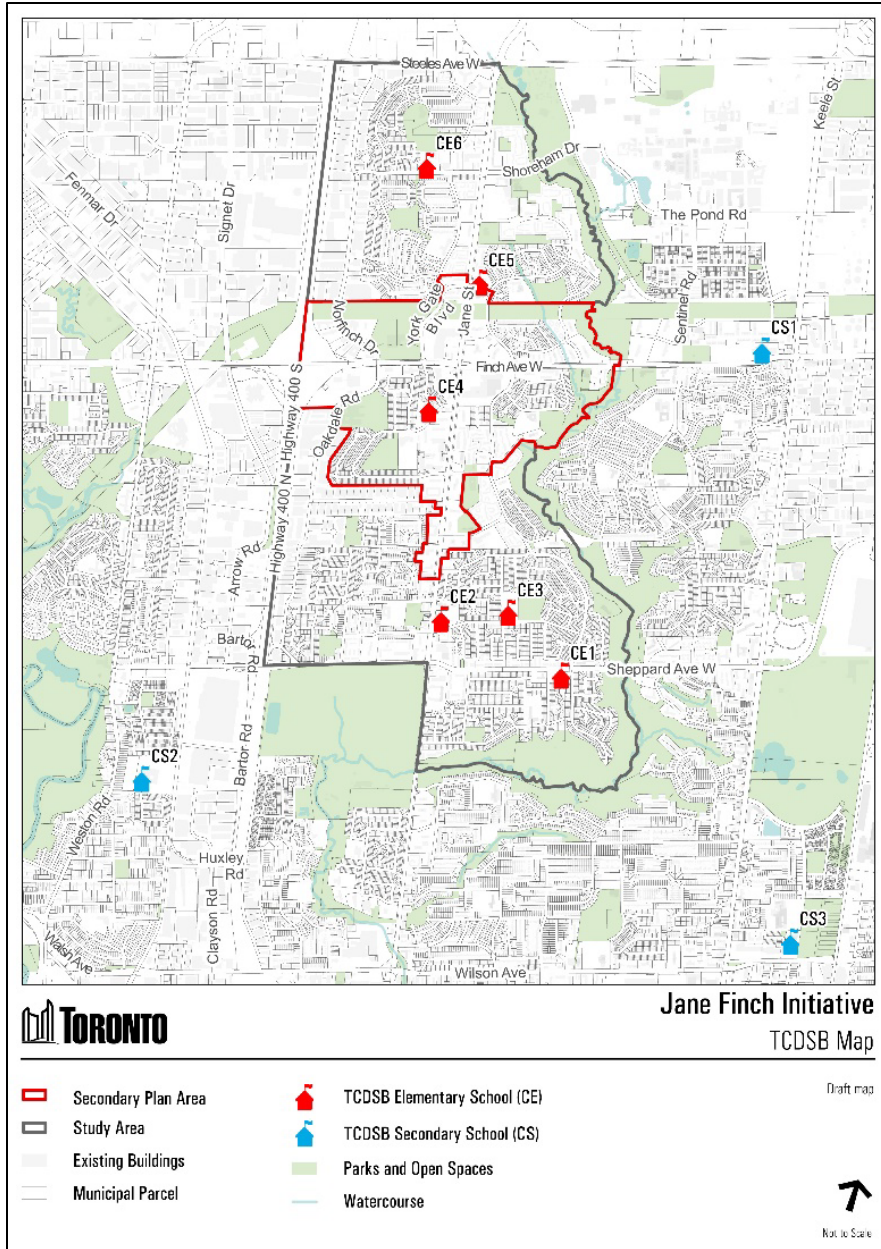 Steeles Ave W
Keele St
CE6
Shoreham Dr
Fenmar Dr
Signet Dr
The Pond Rd
CE5
Sentinel Rd
York Gate
Blvd
Jane St
Norfinch Dr
CS1
Finch Ave W
Highway 400 S
CE4
Oakdale Rd
Highway 400 N
Arrow Rd
CE2
CE3
Bartor Rd
CE1
Sheppard Ave W
CS2
Bartor Rd
Weston Rd
Huxley
Rd
Clayson Rd
CS3
Walsh Ave
Wilson Ave
TORONTO
Jane Finch Initiative
TCDSB Map
Draft map
Secondary Plan Area
Study Area
Existing Buildings
Municipal Parcel
TCDSB Elementary School (CE)
TCDSB Secondary School (CS)
Parks and Open Spaces
Watercourse
Not to Scale